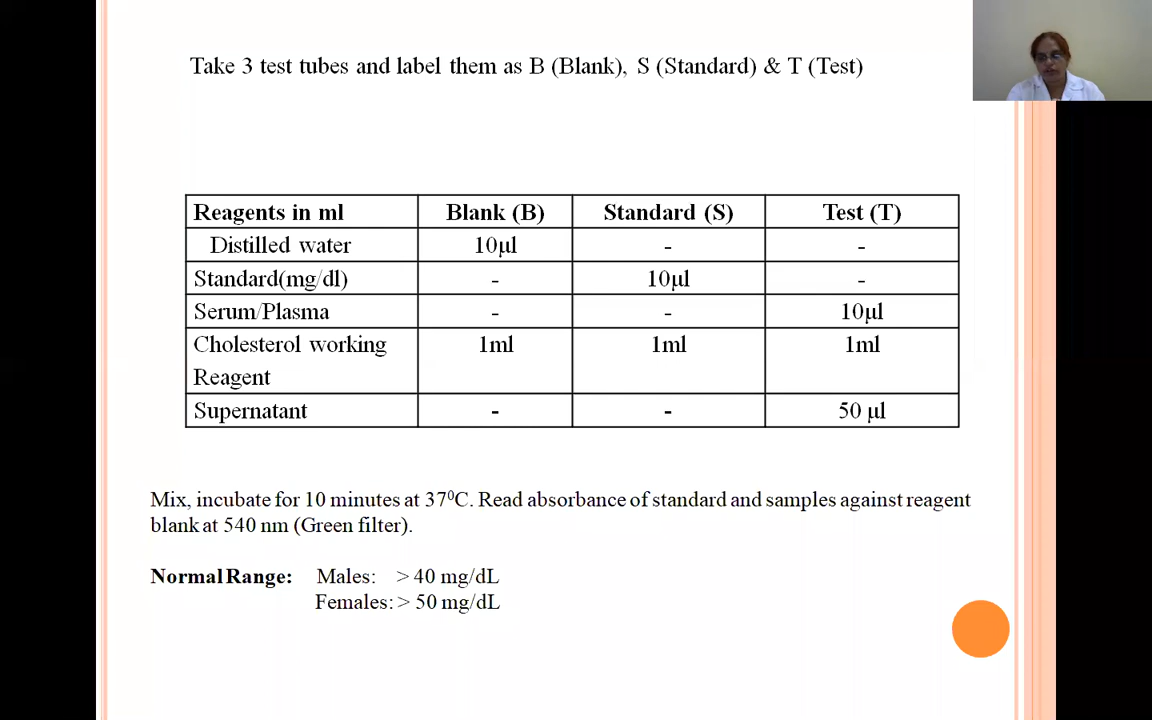 Take 3 test tubes and label them as B (Blank), S (Standard) & T (Test)
Reagents in ml Blank (B) Standard (S) Test (T)
Distilled water 10μl - -
Standard(mg/dl) - 10μl -
Serum/Plasma - - 10μl
Cholesterol working 1ml 1ml 1ml
Reagent
Supernatant - - 50 μl
Mix, incubate for 10 minutes at 37⁰C. Read absorbance of standard and samples against reagent
blank at 540 nm (Green filter).
Normal Range: Males: > 40 mg/dL
Females: > 50 mg/dL